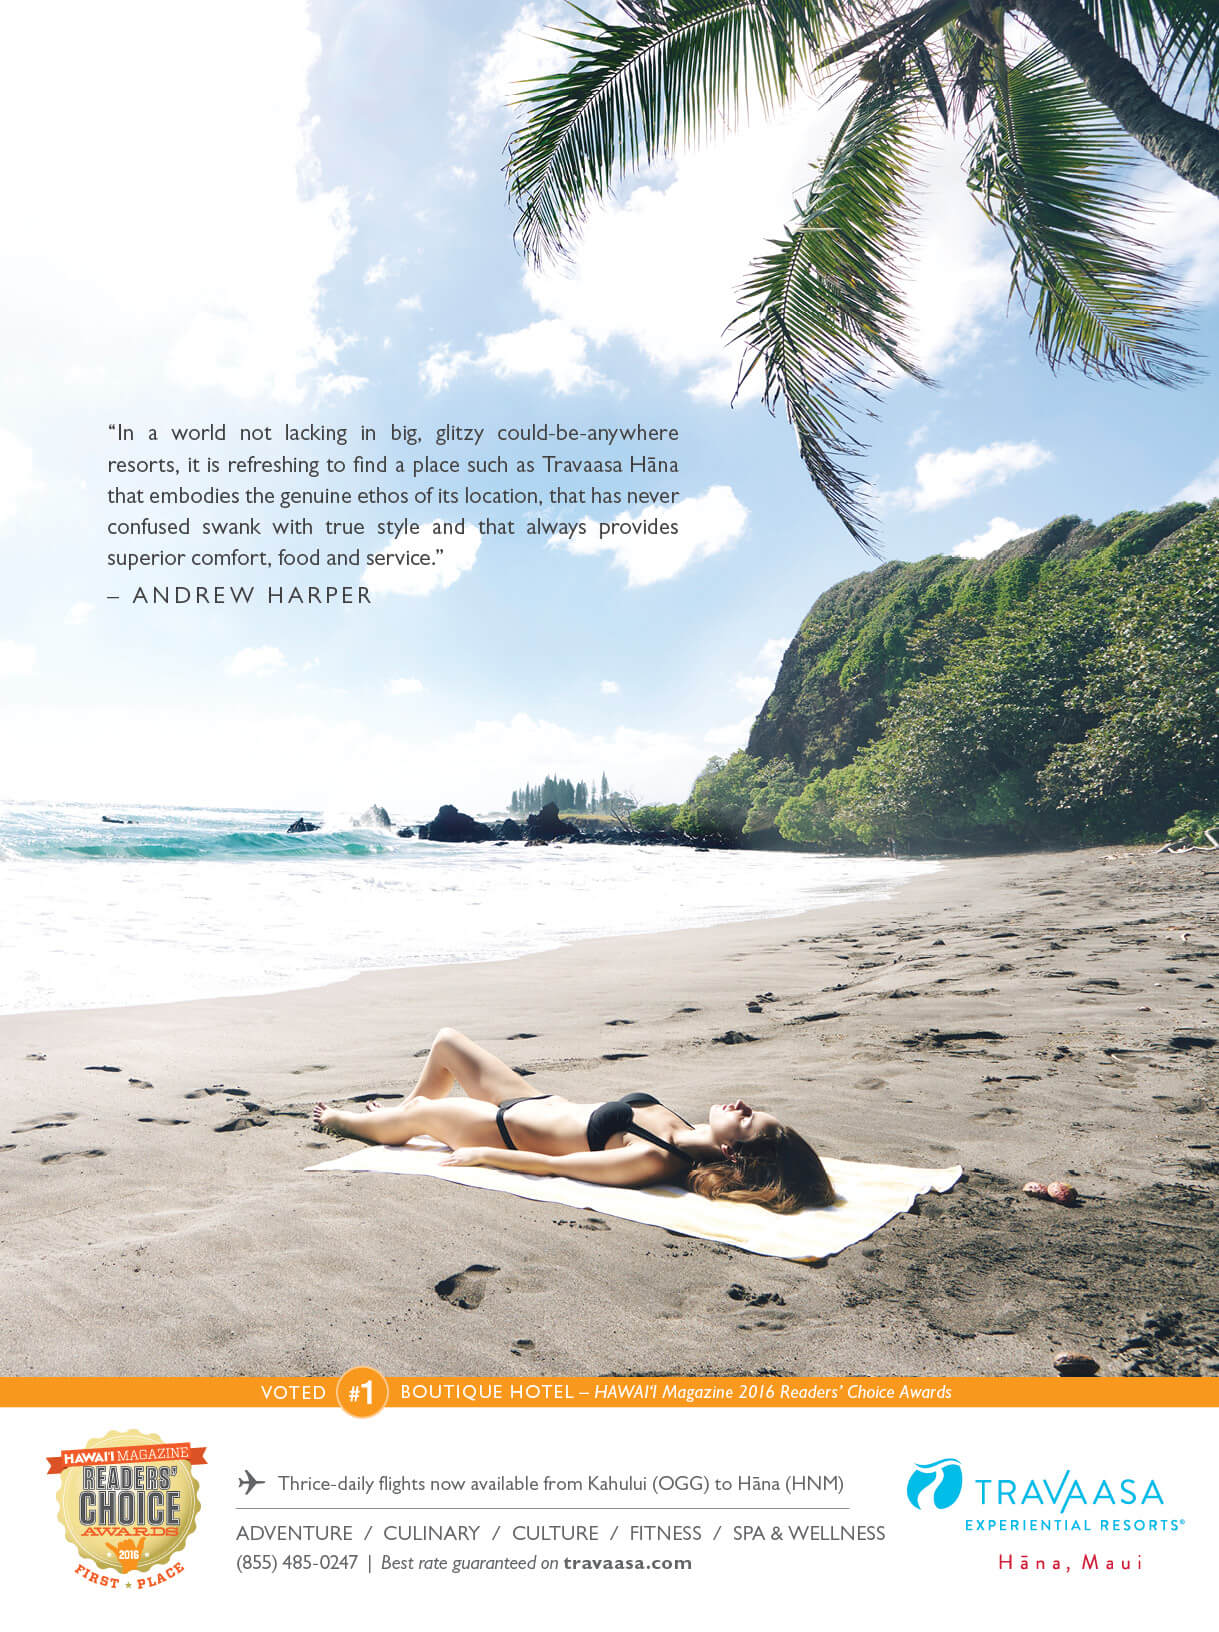 “In a world not lacking in big, glitzy could-be-anywhere
resorts, it is refreshing to find a place such as Travaasa Hāna
that embodies the genuine ethos of its location, that has never
confused swank with true style and that always provides
superior comfort, food and service.”
– ANDREW HARPER
VOTED #1 BOUTIQUE HOTEL – HAWAI‘I Magazine 2016 Readers’ Choice Awards
HAWAI‘I MAGAZINE
READERS’
CHOICE
AWARDS
2016
FIRST ★ PLACE
Thrice-daily flights now available from Kahului (OGG) to Hāna (HNM)
ADVENTURE / CULINARY / CULTURE / FITNESS / SPA & WELLNESS
(855) 485-0247 | Best rate guaranteed on travaasa.com
TRAVAASA
EXPERIENTIAL RESORTS®
Hāna, Maui